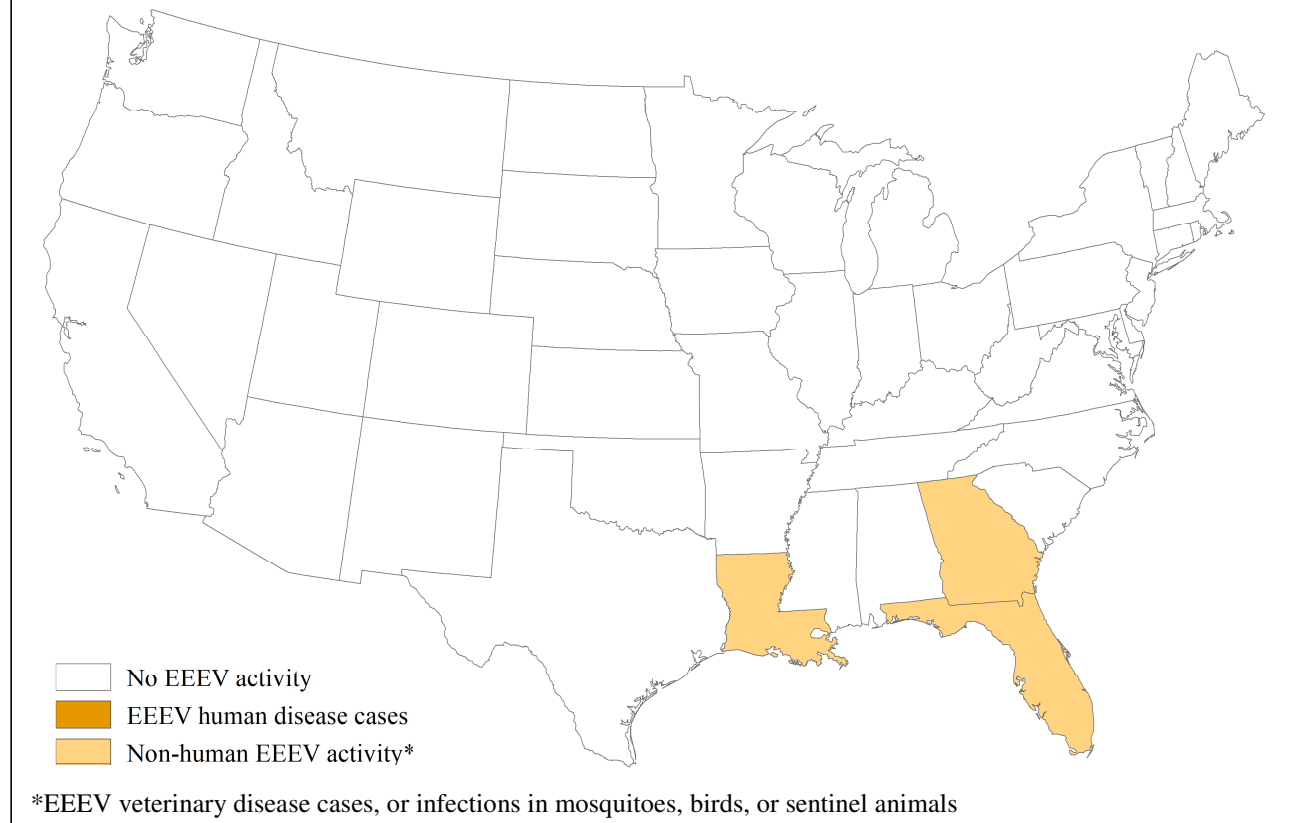 No EEEV activity
EEEV human disease cases
Non-human EEEV activity*
*EEEV veterinary disease cases, or infections in mosquitoes, birds, or sentinel animals